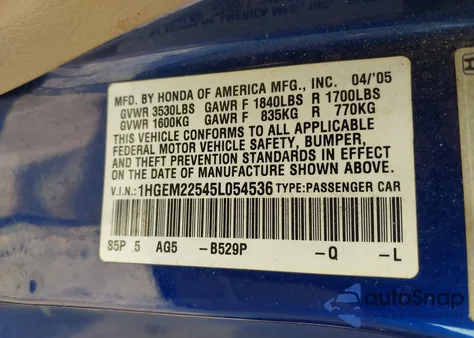 MFD. BY HONDA OF AMERICA MFG., INC. 04/'05
GVWR 3530LBS GAWR F 1840LBS R 1700LBS
GVWR 1600KG GAWR F 835KG R 770KG
THIS VEHICLE CONFORMS TO ALL APPLICABLE
FEDERAL MOTOR VEHICLE SAFETY, BUMPER,
AND THEFT PREVENTION STANDARDS IN EFFECT
ON THE DATE OF MANUFACTURE SHOWN ABOVE.
V.I.N.: 1HGEM22545L054536 TYPE: PASSENGER CAR
85P .5 AG5 -B529P -Q -L
autoSnap